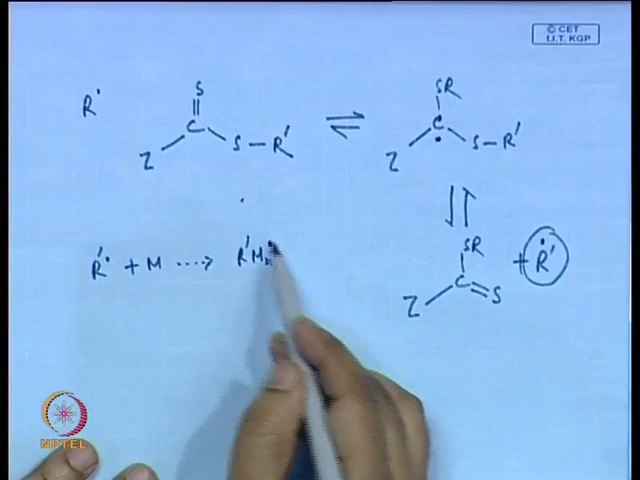 © CET
I.I.T. KGP
R• S SR
C ⇌ C•
Z S—R' Z S—R'
R'• + M ····> R'M
SR
C + R'•
Z S
NPTEL